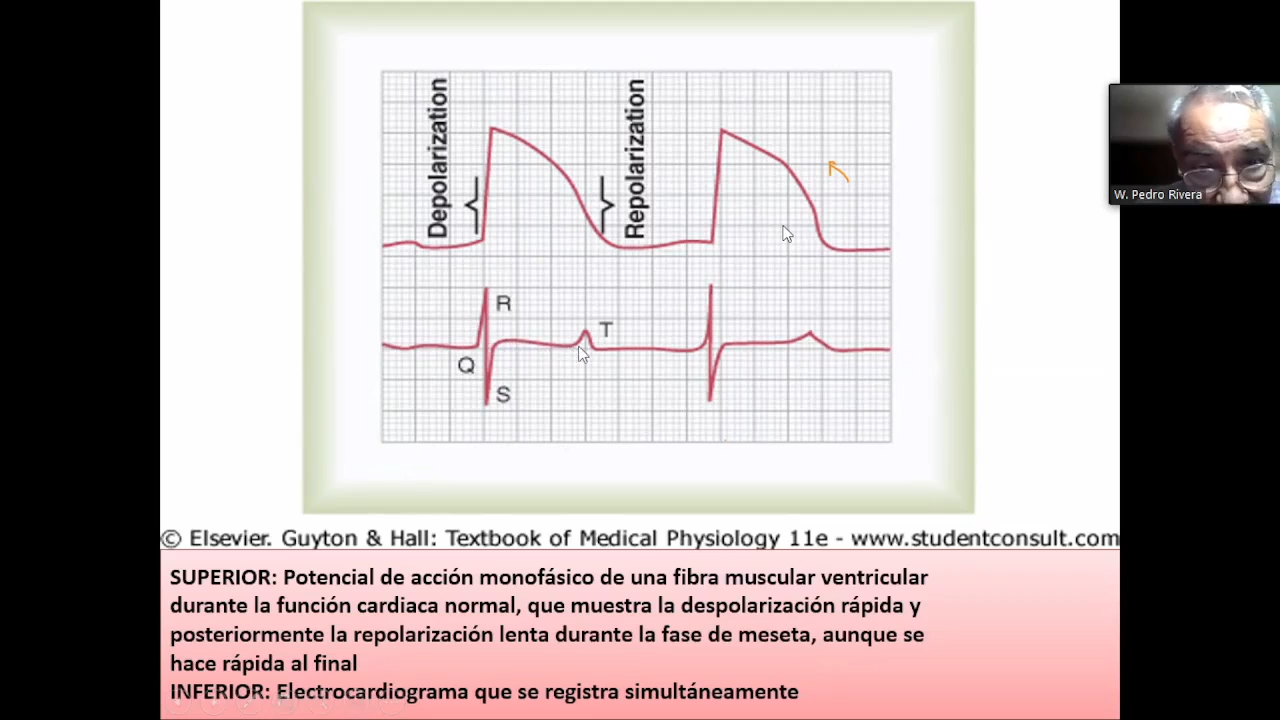 Depolarization
Repolarization
R
T
Q
S
W. Pedro Rivera
© Elsevier. Guyton & Hall: Textbook of Medical Physiology 11e - www.studentconsult.com
SUPERIOR: Potencial de acción monofásico de una fibra muscular ventricular
durante la función cardiaca normal, que muestra la despolarización rápida y
posteriormente la repolarización lenta durante la fase de meseta, aunque se
hace rápida al final
INFERIOR: Electrocardiograma que se registra simultáneamente